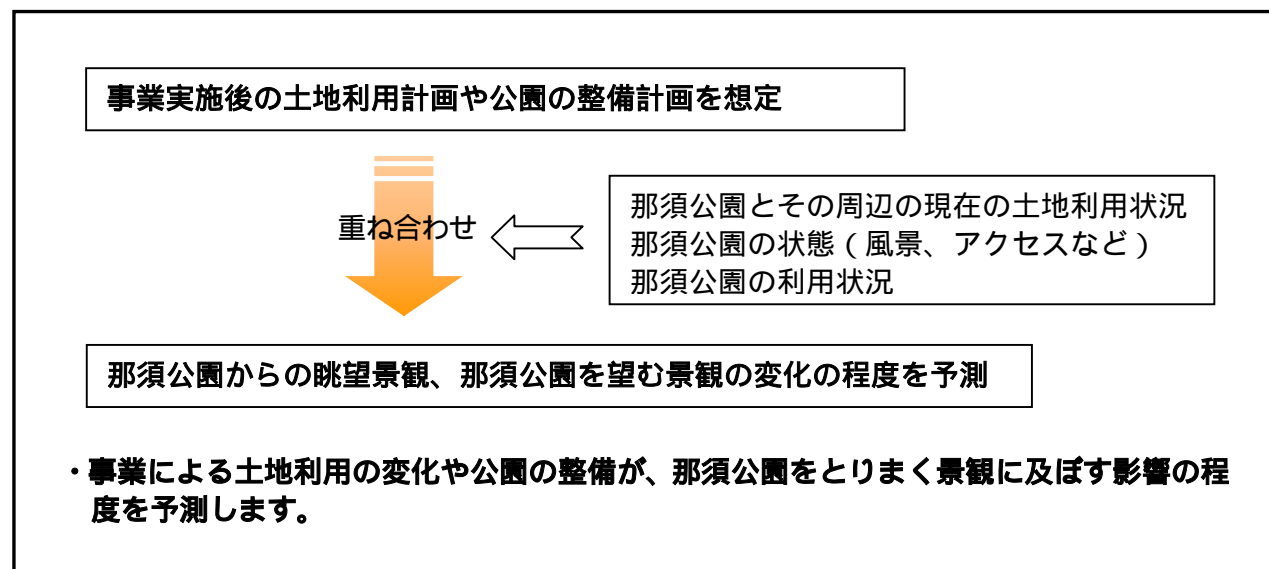 事業実施後の土地利用計画や公園の整備計画を想定
重ね合わせ
那須公園とその周辺の現在の土地利用状況
那須公園の状態（風景、アクセスなど）
那須公園の利用状況
那須公園からの眺望景観、那須公園を望む景観の変化の程度を予測
・事業による土地利用の変化や公園の整備が、那須公園をとりまく景観に及ぼす影響の程
度を予測します。